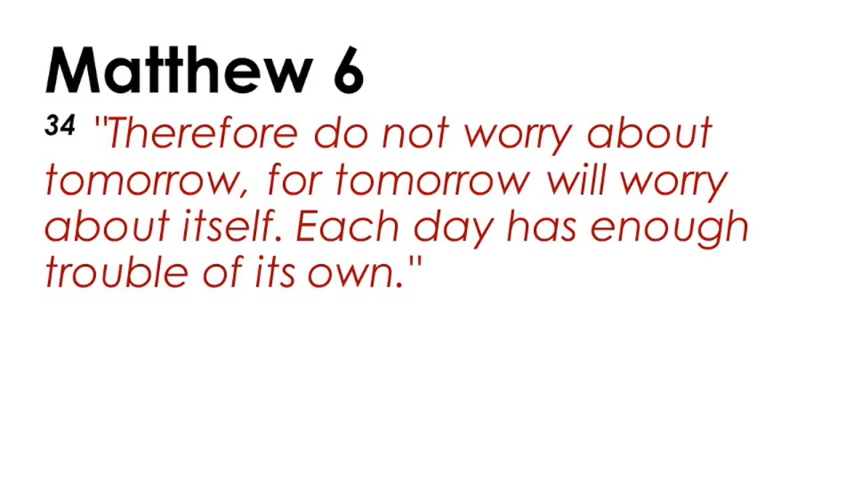 Matthew 6
34 "Therefore do not worry about
tomorrow, for tomorrow will worry
about itself. Each day has enough
trouble of its own."